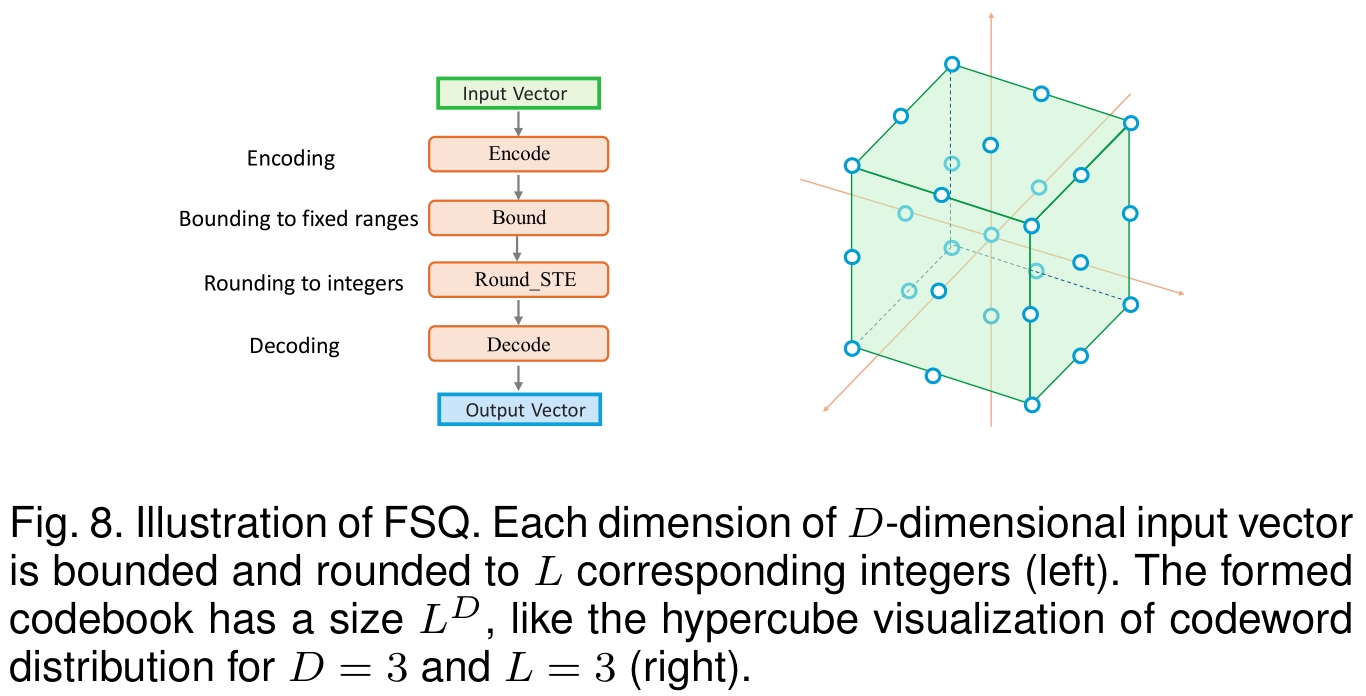 Input Vector
Encoding
Encode
Bounding to fixed ranges
Bound
Rounding to integers
Round_STE
Decoding
Decode
Output Vector
Fig. 8. Illustration of FSQ. Each dimension of D-dimensional input vector
is bounded and rounded to L corresponding integers (left). The formed
codebook has a size L^D, like the hypercube visualization of codeword
distribution for D = 3 and L = 3 (right).